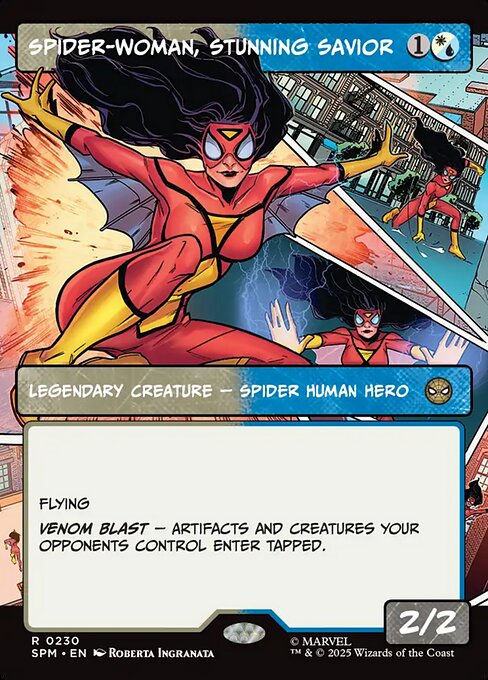 SPIDER-WOMAN, STUNNING SAVIOR 1
LEGENDARY CREATURE — SPIDER HUMAN HERO
FLYING
VENOM BLAST — ARTIFACTS AND CREATURES YOUR
OPPONENTS CONTROL ENTER TAPPED.
2/2
R 0230
SPM • EN Roberta Ingranata
© MARVEL
™ & © 2025 Wizards of the Coast